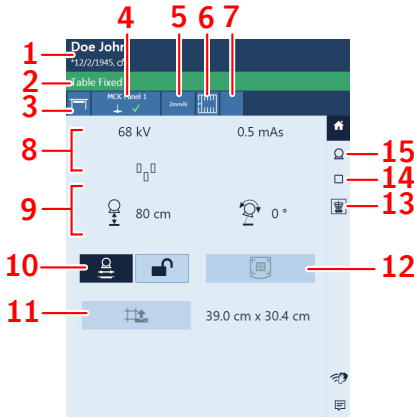 Doe John
1
*12/2/1945, ♂
2 Table Fixed
4 5 6 7
3
MCK Panel 1
2mmAl
8 68 kV 0.5 mAs
9 80 cm 0 °
15
14
13
10 12
11 39.0 cm x 30.4 cm